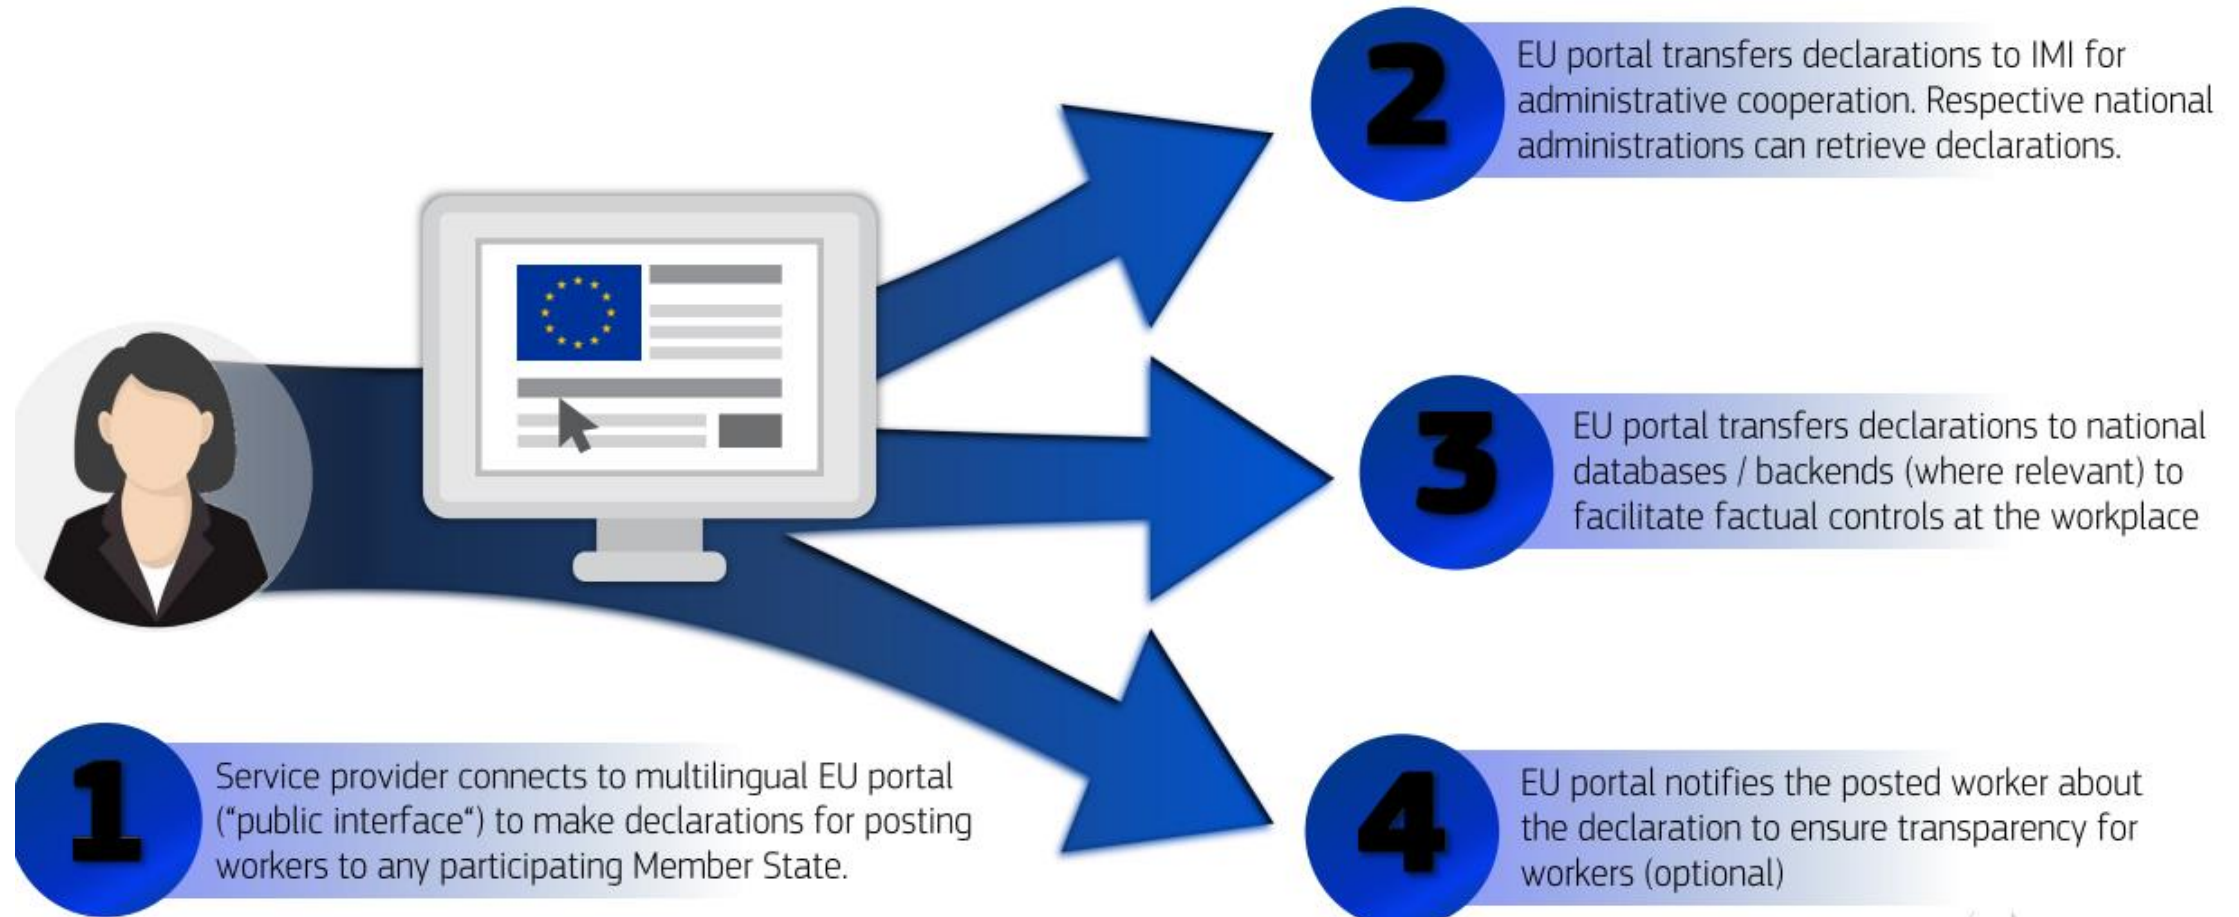 2
EU portal transfers declarations to IMI for
administrative cooperation. Respective national
administrations can retrieve declarations.
3
EU portal transfers declarations to national
databases / backends (where relevant) to
facilitate factual controls at the workplace
1
Service provider connects to multilingual EU portal
(“public interface“) to make declarations for posting
workers to any participating Member State.
4
EU portal notifies the posted worker about
the declaration to ensure transparency for
workers (optional)